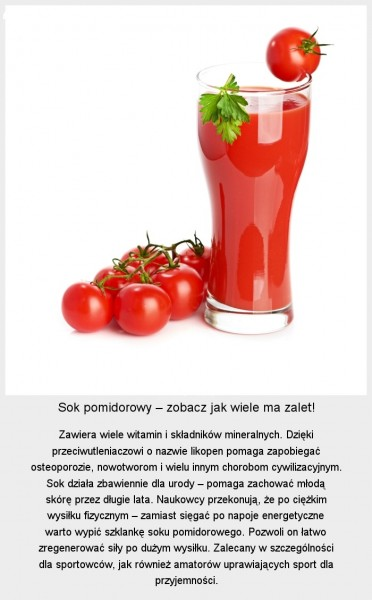 Sok pomidorowy – zobacz jak wiele ma zalet!
Zawiera wiele witamin i składników mineralnych. Dzięki
przeciwutleniaczowi o nazwie likopen pomaga zapobiegać
osteoporozie, nowotworom i wielu innym chorobom cywilizacyjnym.
Sok działa zbawiennie dla urody – pomaga zachować młodą
skórę przez długie lata. Naukowcy przekonują, że po ciężkim
wysiłku fizycznym – zamiast sięgać po napoje energetyczne
warto wypić szklankę soku pomidorowego. Pozwoli on łatwo
zregenerować siły po dużym wysiłku. Zalecany w szczególności
dla sportowców, jak również amatorów uprawiających sport dla
przyjemności.